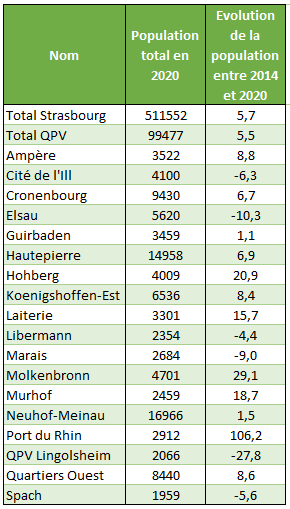 Nom Population total en 2020 Evolution de la population entre 2014 et 2020
Total Strasbourg 511552 5,7
Total QPV 99477 5,5
Ampère 3522 8,8
Cité de l'Ill 4100 -6,3
Cronenbourg 9430 6,7
Elsau 5620 -10,3
Guirbaden 3459 1,1
Hautepierre 14958 6,9
Hohberg 4009 20,9
Koenigshoffen-Est 6536 8,4
Laiterie 3301 15,7
Libermann 2354 -4,4
Marais 2684 -9,0
Molkenbronn 4701 29,1
Murhof 2459 18,7
Neuhof-Meinau 16966 1,5
Port du Rhin 2912 106,2
QPV Lingolsheim 2066 -27,8
Quartiers Ouest 8440 8,6
Spach 1959 -5,6